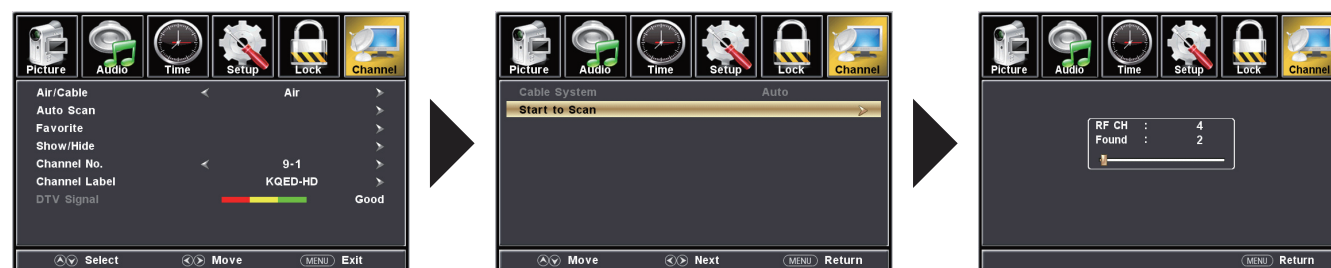 Picture Audio Time Setup Lock Channel
Air/Cable Air
Auto Scan
Favorite
Show/Hide
Channel No. 9-1
Channel Label KQED-HD
DTV Signal Good
Select Move MENU Exit
Picture Audio Time Setup Lock Channel
Cable System Auto
Start to Scan
Move Next MENU Return
Picture Audio Time Setup Lock Channel
RF CH : 4
Found : 2
MENU Return